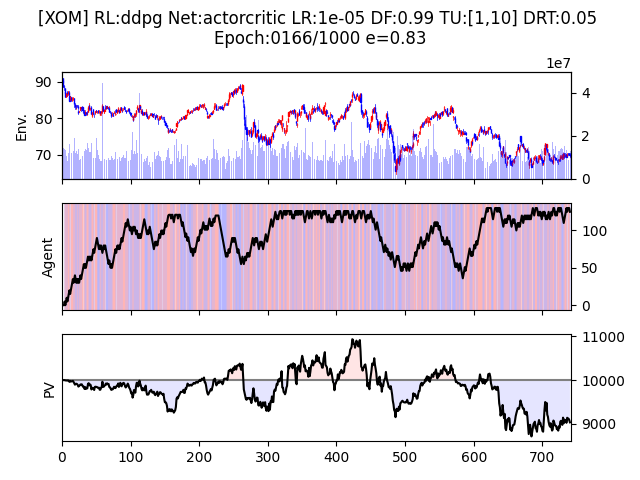 [XOM] RL:ddpg Net:actorcritic LR:1e-05 DF:0.99 TU:[1,10] DRT:0.05
Epoch:0166/1000 e=0.83
1e7
90
80
70
Env.
4
2
0
Agent
100
50
0
PV
11000
10000
9000
0 100 200 300 400 500 600 700